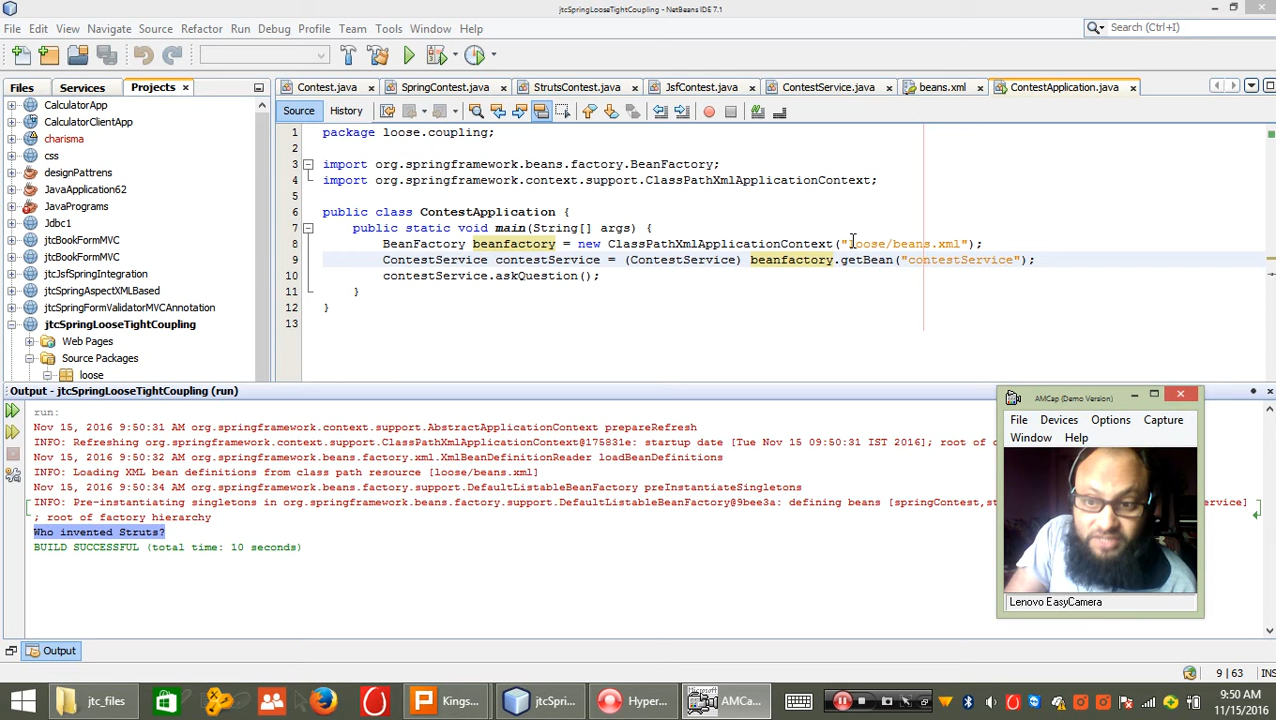 jtcSpringLooseTightCoupling - NetBeans IDE 7.1
File Edit View Navigate Source Refactor Run Debug Profile Team Tools Window Help
Search (Ctrl+I)
Files Services Projects
Contest.java SpringContest.java StrutsContest.java JsfContest.java ContestService.java beans.xml ContestApplication.java
Source History
CalculatorApp
CalculatorClientApp
charisma
css
designPattrens
JavaApplication62
JavaPrograms
Jdbc1
jtcBookFormMVC
jtcBookFormMVC
jtcJsfSpringIntegration
jtcSpringAspectXMLBased
jtcSpringFormValidatorMVCAnnotation
jtcSpringLooseTightCoupling
Web Pages
Source Packages
loose
1 package loose.coupling;
2
3 import org.springframework.beans.factory.BeanFactory;
4 import org.springframework.context.support.ClassPathXmlApplicationContext;
5
6 public class ContestApplication {
7 public static void main(String[] args) {
8 BeanFactory beanfactory = new ClassPathXmlApplicationContext("loose/beans.xml");
9 ContestService contestService = (ContestService) beanfactory.getBean("contestService");
10 contestService.askQuestion();
11 }
12 }
13
Output - jtcSpringLooseTightCoupling (run)
run:
Nov 15, 2016 9:50:31 AM org.springframework.context.support.AbstractApplicationContext prepareRefresh
INFO: Refreshing org.springframework.context.support.ClassPathXmlApplicationContext@175831e: startup date [Tue Nov 15 09:50:31 IST 2016]; root of c
Nov 15, 2016 9:50:32 AM org.springframework.beans.factory.xml.XmlBeanDefinitionReader loadBeanDefinitions
INFO: Loading XML bean definitions from class path resource [loose/beans.xml]
Nov 15, 2016 9:50:34 AM org.springframework.beans.factory.support.DefaultListableBeanFactory preInstantiateSingletons
INFO: Pre-instantiating singletons in org.springframework.beans.factory.support.DefaultListableBeanFactory@9bee3a: defining beans [springContest,st ervice]
; root of factory hierarchy
Who invented Struts?
BUILD SUCCESSFUL (total time: 10 seconds)
AMCap (Demo Version)
File Devices Options Capture
Window Help
Lenovo EasyCamera
Output
9 | 63 INS
jtc_files Kings... jtcSpri... Hyper... AMCa...
9:50 AM
11/15/2016